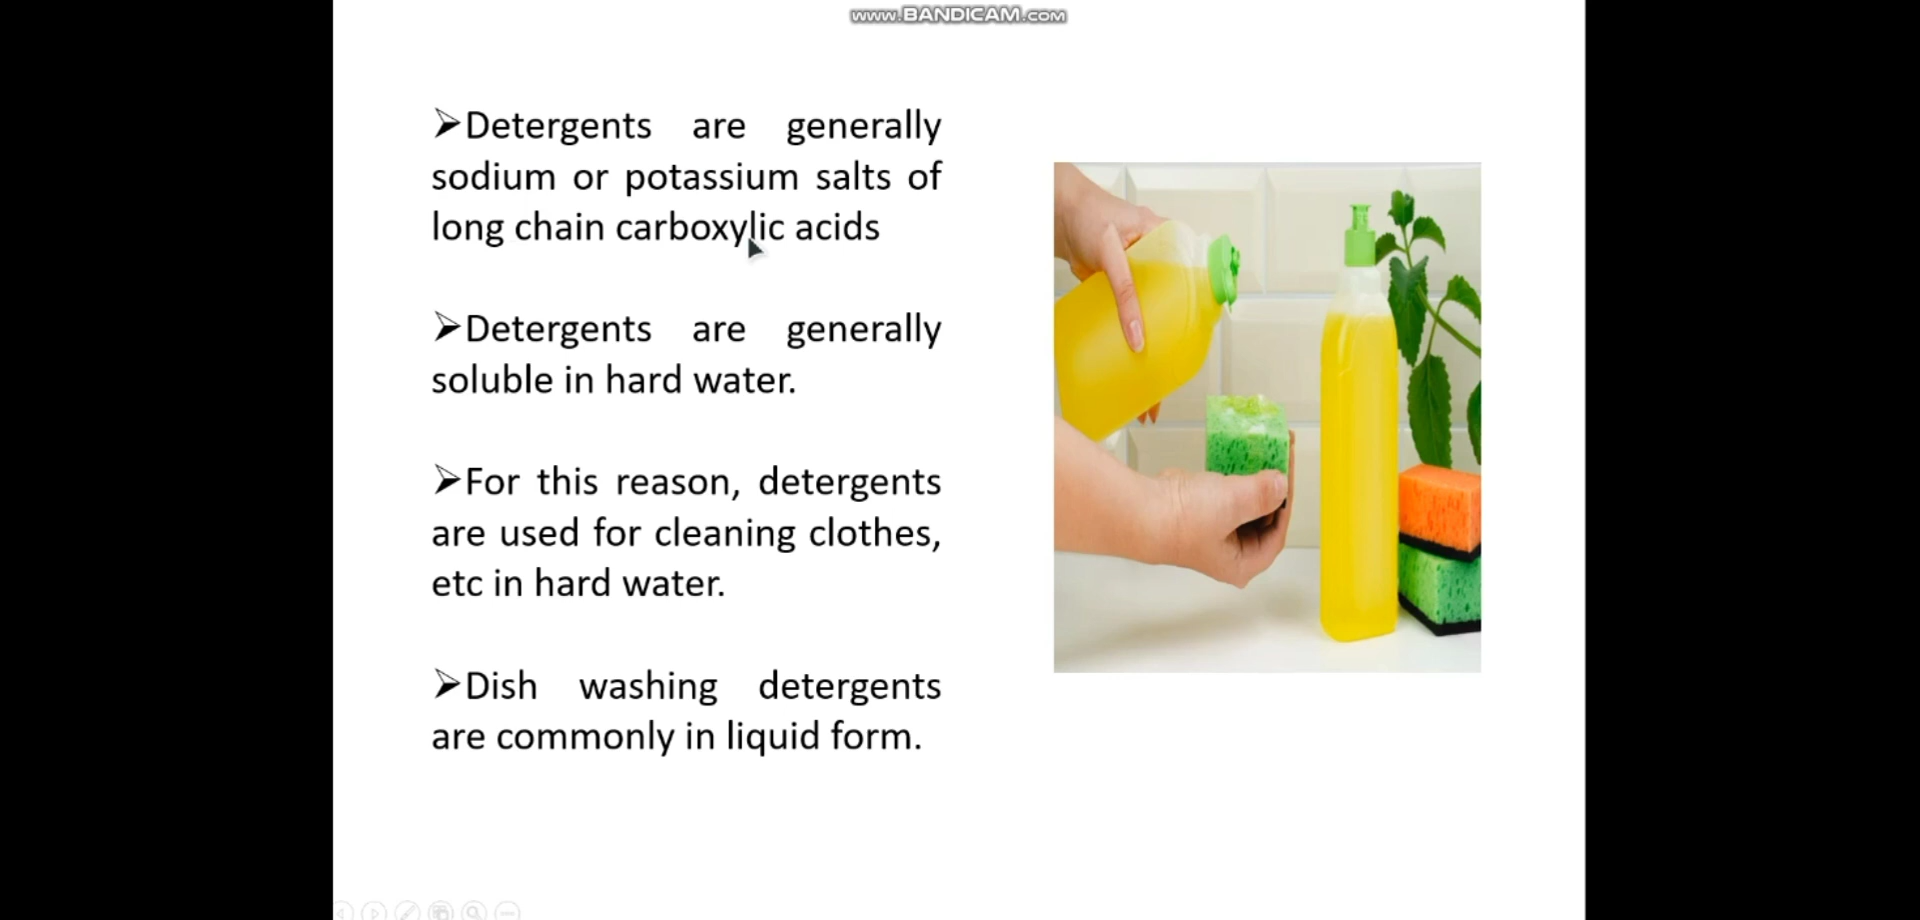 www.BANDICAM.com
➢Detergents are generally
sodium or potassium salts of
long chain carboxylic acids
➢Detergents are generally
soluble in hard water.
➢For this reason, detergents
are used for cleaning clothes,
etc in hard water.
➢Dish washing detergents
are commonly in liquid form.